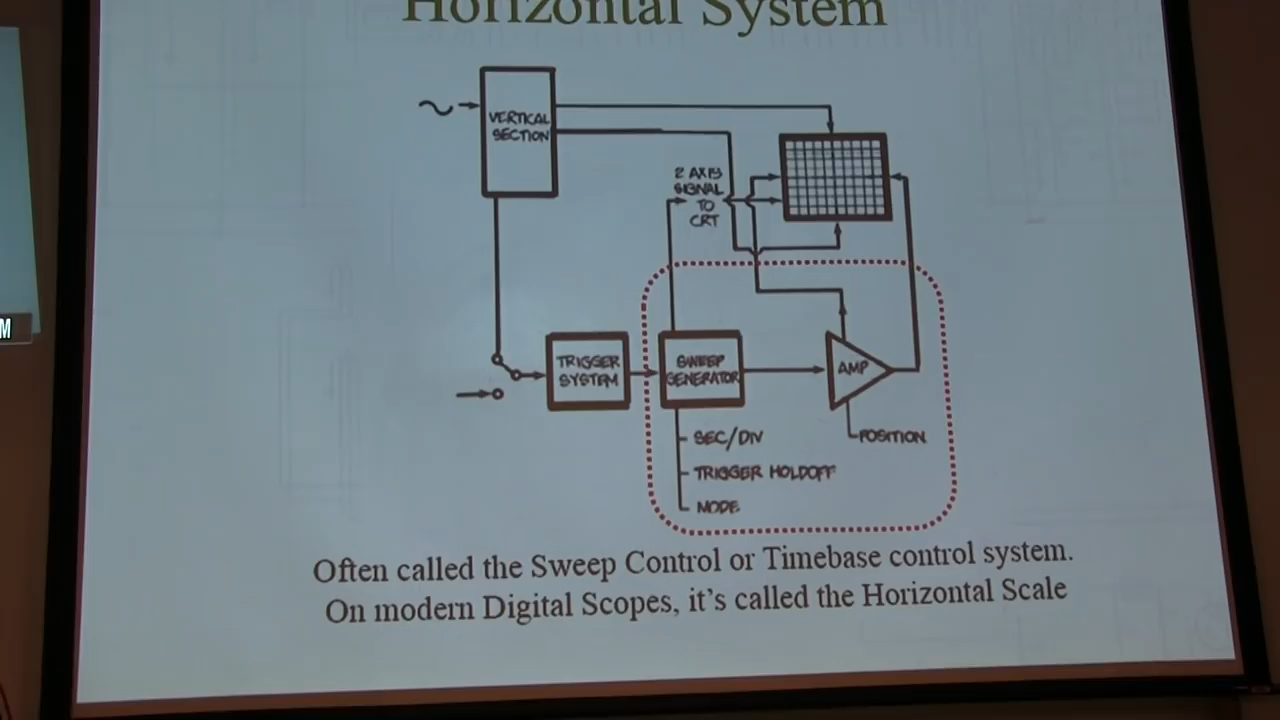 Horizontal System
VERTICAL
SECTION
Z AXIS
SIGNAL
TO
CRT
M
TRIGGER
SYSTEM
SWEEP
GENERATOR
AMP
SEC/DIV
POSITION
TRIGGER HOLDOFF
MODE
Often called the Sweep Control or Timebase control system.
On modern Digital Scopes, it's called the Horizontal Scale